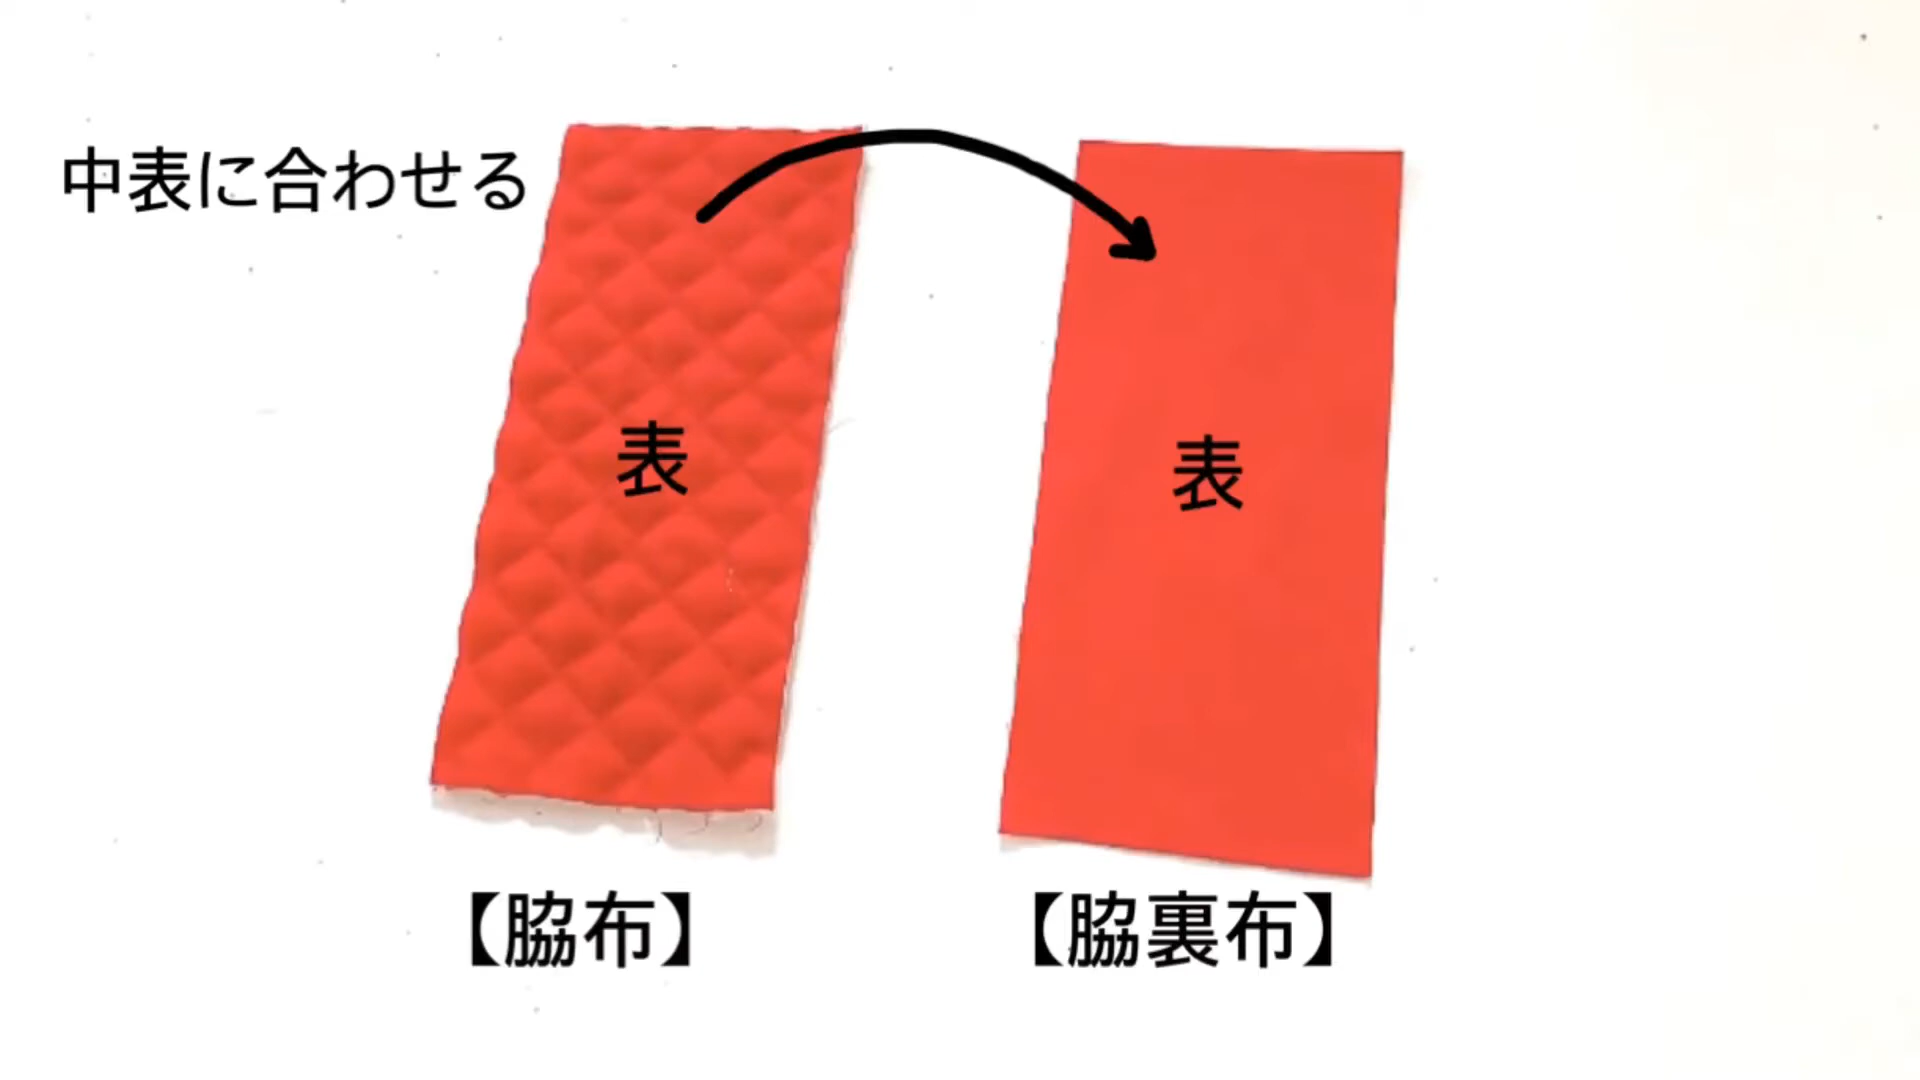 中表に合わせる
表
表
【脇布】
【脇裏布】